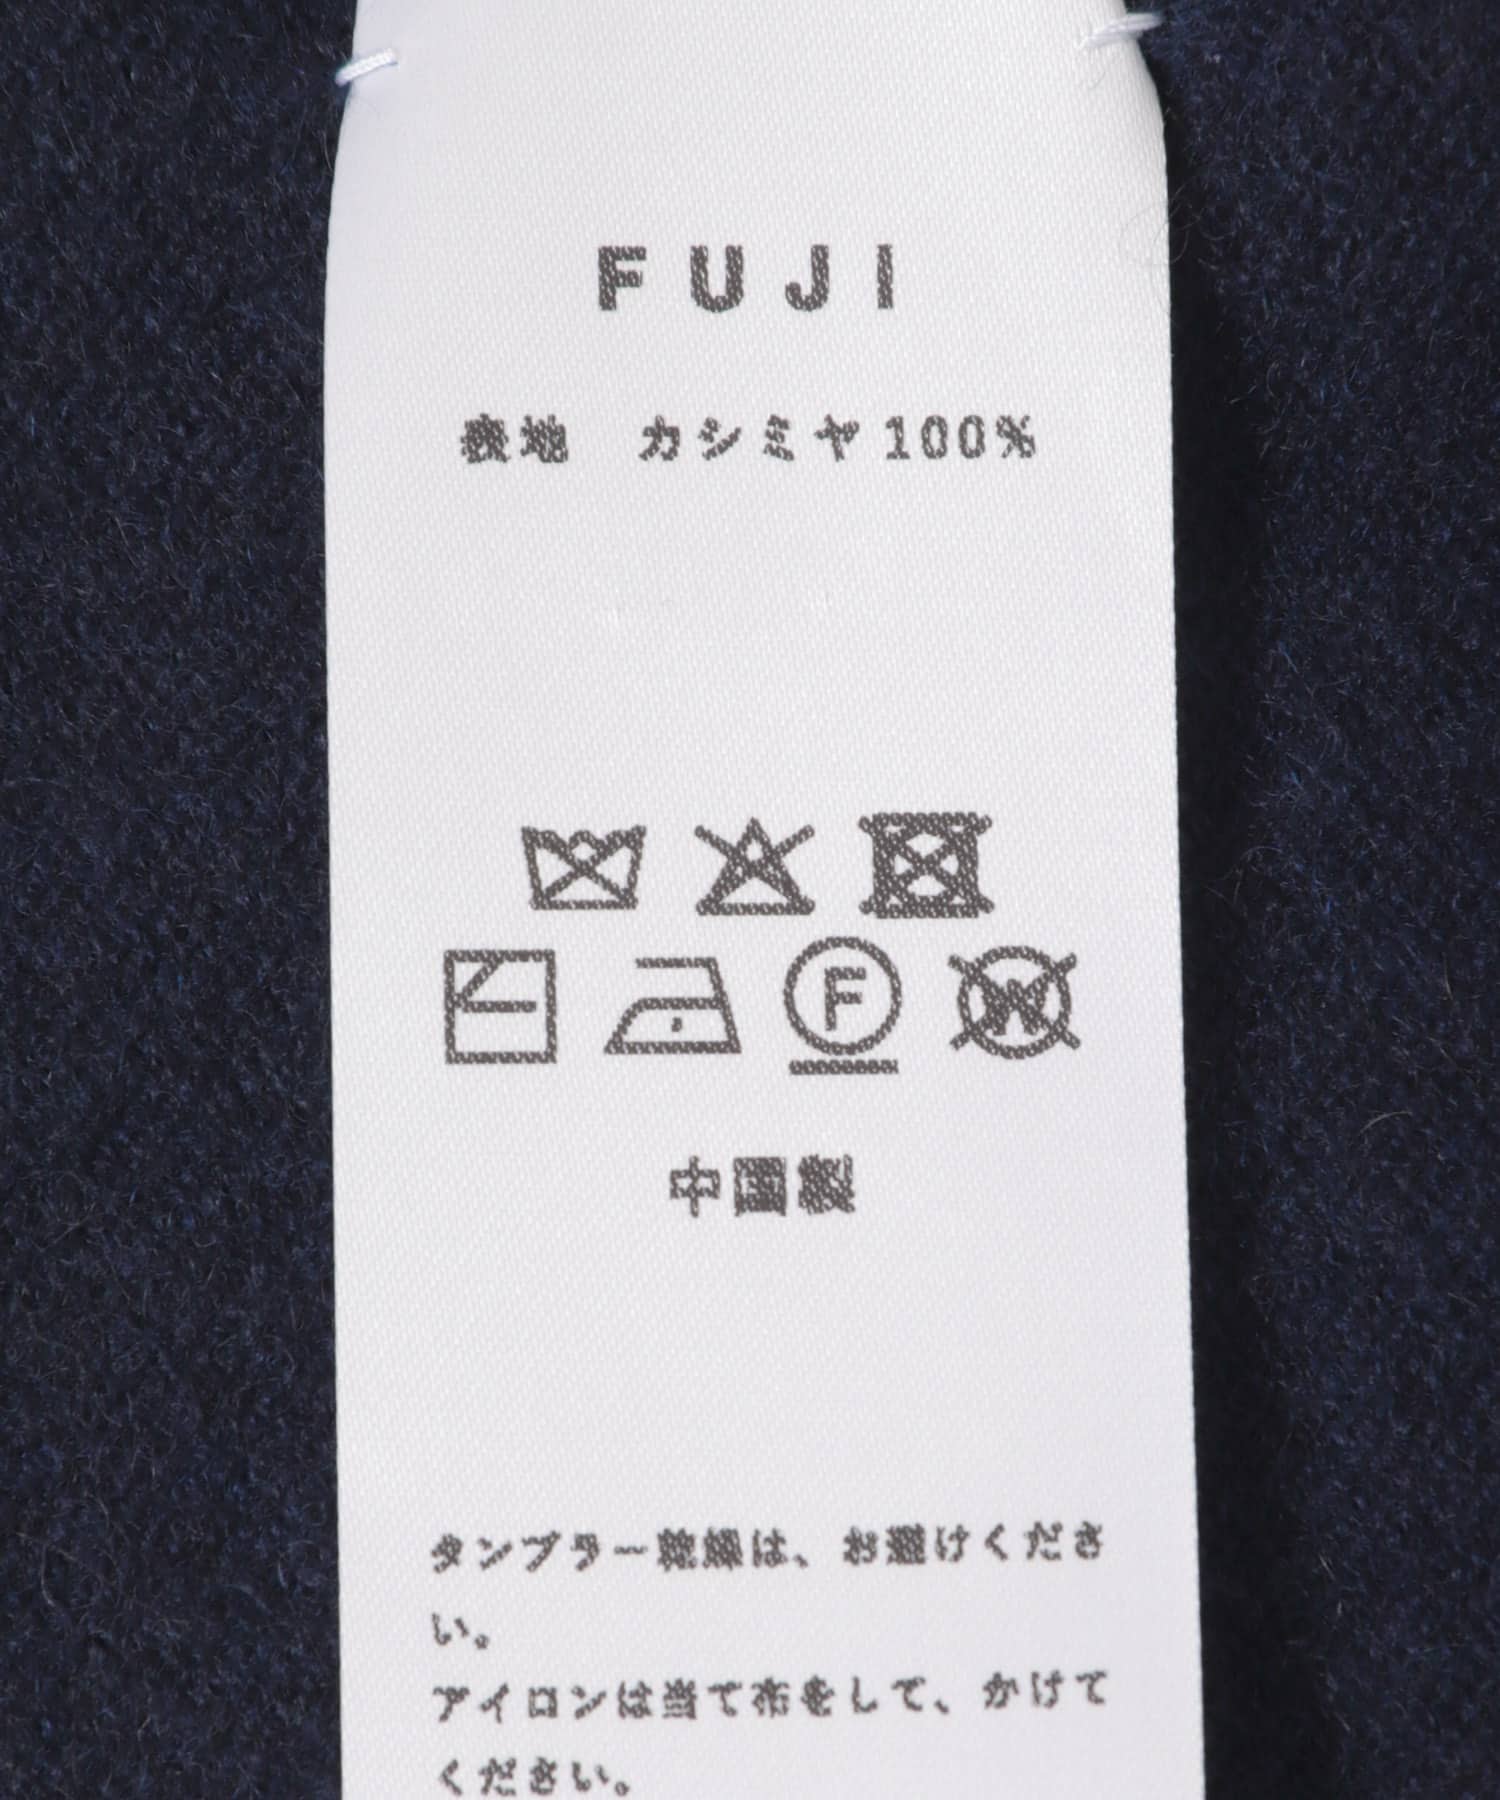 FUJI
表地　カシミヤ100%
F W
中国製
タンブラー乾燥は、お避けくださ
い。
アイロンは当て布をして、かけて
ください。